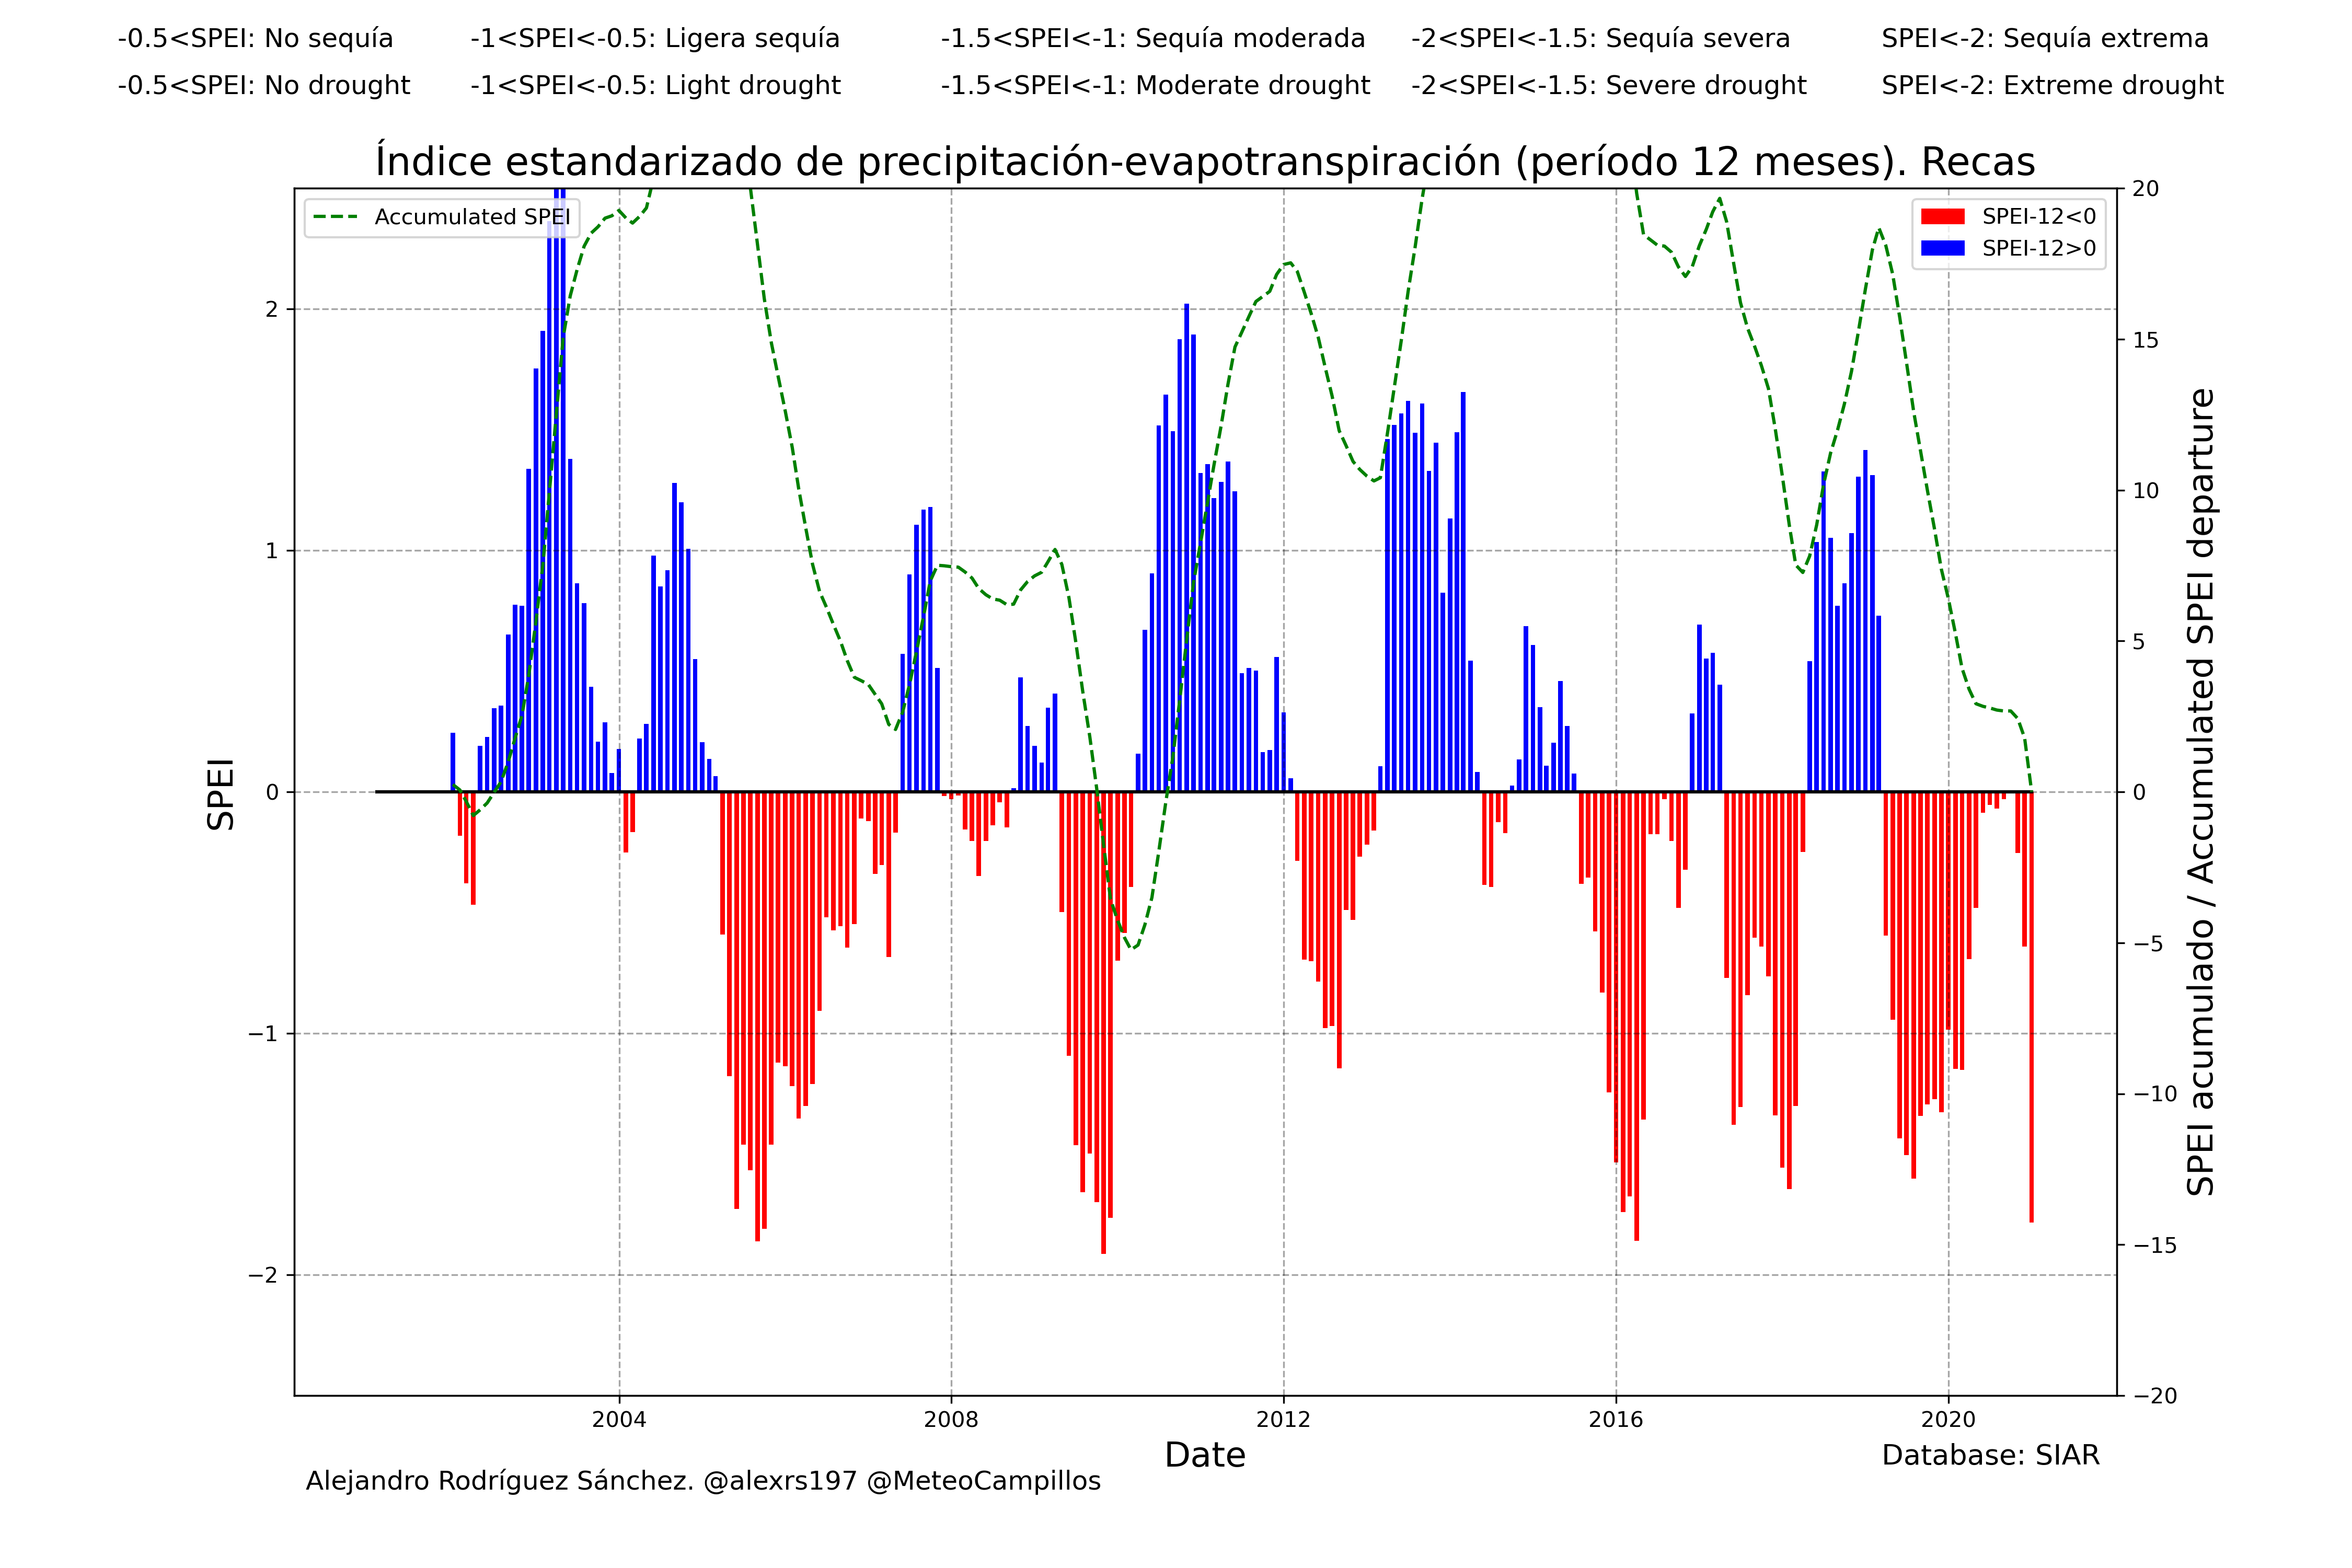 -0.5<SPEI: No sequía -1<SPEI<-0.5: Ligera sequía -1.5<SPEI<-1: Sequía moderada -2<SPEI<-1.5: Sequía severa SPEI<-2: Sequía extrema
-0.5<SPEI: No drought -1<SPEI<-0.5: Light drought -1.5<SPEI<-1: Moderate drought -2<SPEI<-1.5: Severe drought SPEI<-2: Extreme drought
Índice estandarizado de precipitación-evapotranspiración (período 12 meses). Recas
Accumulated SPEI
SPEI-12<0
SPEI-12>0
SPEI
2
1
0
−1
−2
20
15
10
5
0
−5
−10
−15
−20
SPEI acumulado / Accumulated SPEI departure
2004 2008 2012 2016 2020
Date
Database: SIAR
Alejandro Rodríguez Sánchez. @alexrs197 @MeteoCampillos